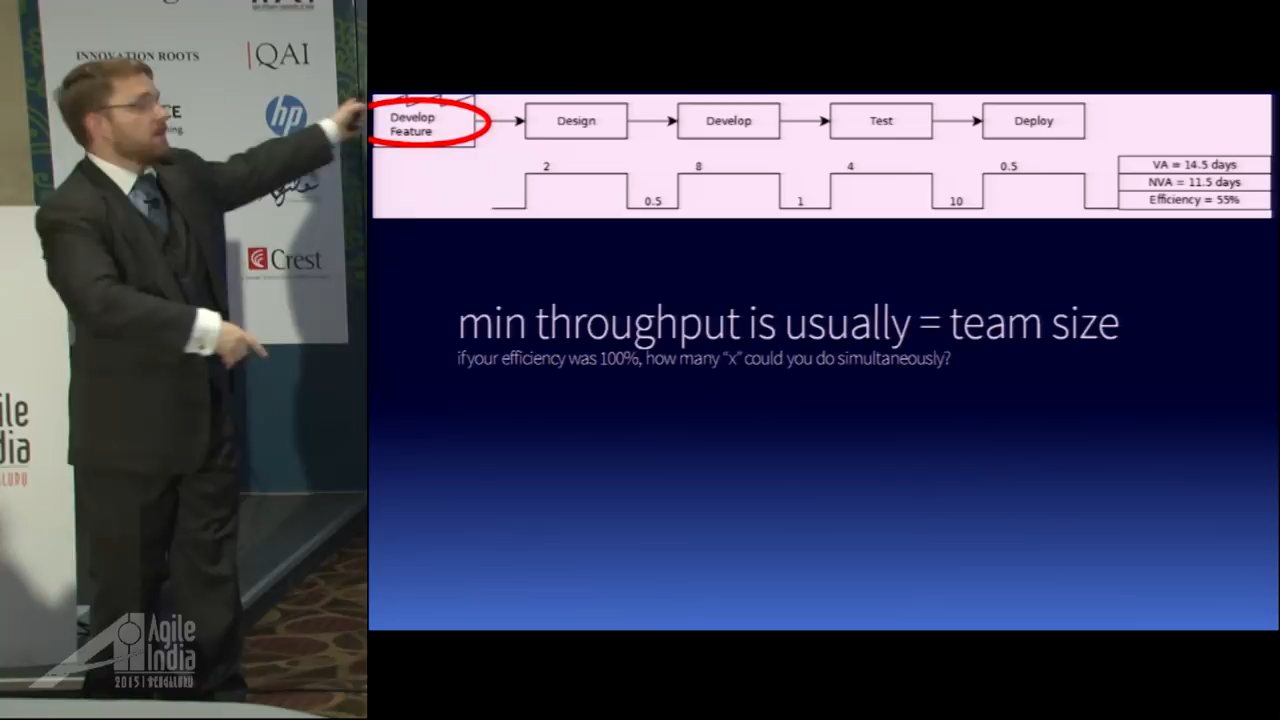 INNOVATION ROOTS
QAI
hp
Crest
Agile
India
2015 | BENGALURU
Develop
Feature
Design
Develop
Test
Deploy
2
8
4
0.5
0.5
1
10
VA = 14.5 days
NVA = 11.5 days
Efficiency = 55%
min throughput is usually = team size
if your efficiency was 100%, how many "x" could you do simultaneously?